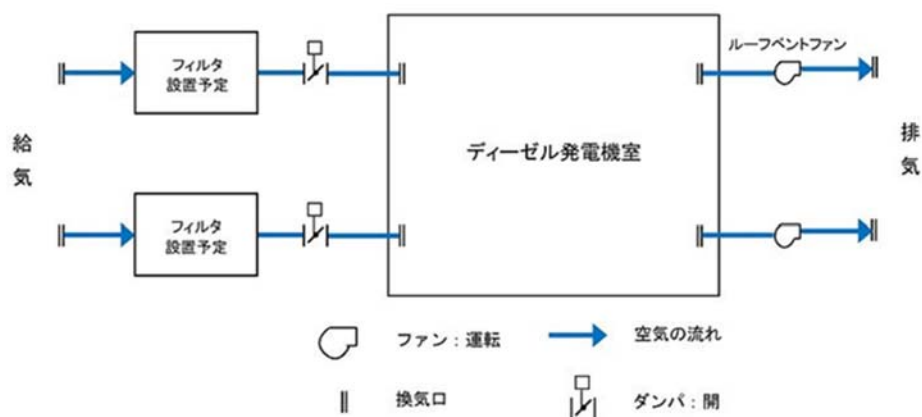 フィルタ
設置予定
ルーフベントファン
給気
ディーゼル発電機室
排気
フィルタ
設置予定
ファン：運転
空気の流れ
換気口
ダンパ：開